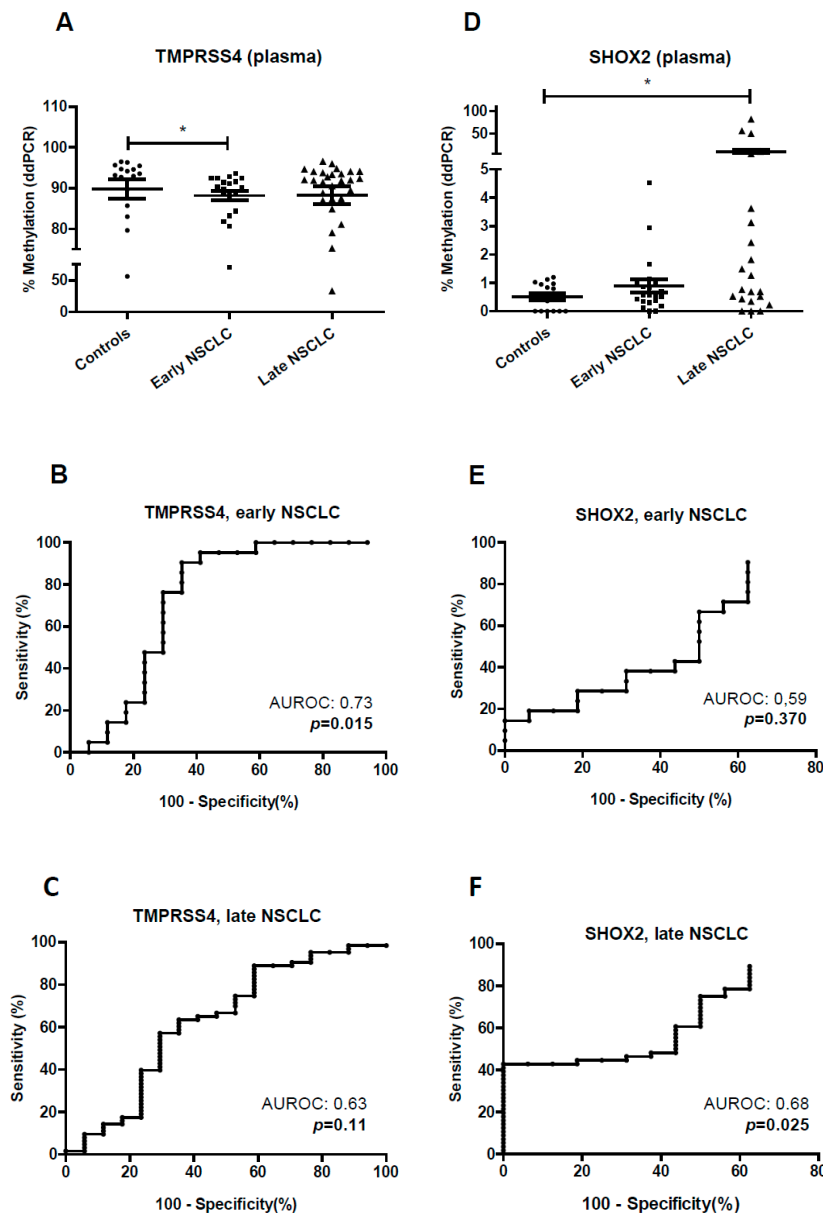 A
TMPRSS4 (plasma)
% Methylation (ddPCR)
110
100
90
80
50
0
*
Controls
Early NSCLC
Late NSCLC
D
SHOX2 (plasma)
% Methylation (ddPCR)
100
50
5
4
3
2
1
0
*
Controls
Early NSCLC
Late NSCLC
B
TMPRSS4, early NSCLC
Sensitivity (%)
100
80
60
40
20
0
AUROC: 0.73
p=0.015
0 20 40 60 80 100
100 - Specificity(%)
E
SHOX2, early NSCLC
Sensitivity (%)
100
80
60
40
20
0
AUROC: 0,59
p=0.370
0 20 40 60 80
100 - Specificity (%)
C
TMPRSS4, late NSCLC
Sensitivity (%)
100
80
60
40
20
0
AUROC: 0.63
p=0.11
0 20 40 60 80 100
100 - Specificity(%)
F
SHOX2, late NSCLC
Sensitivity (%)
100
80
60
40
20
0
AUROC: 0.68
p=0.025
0 20 40 60 80
100 - Specificity(%)